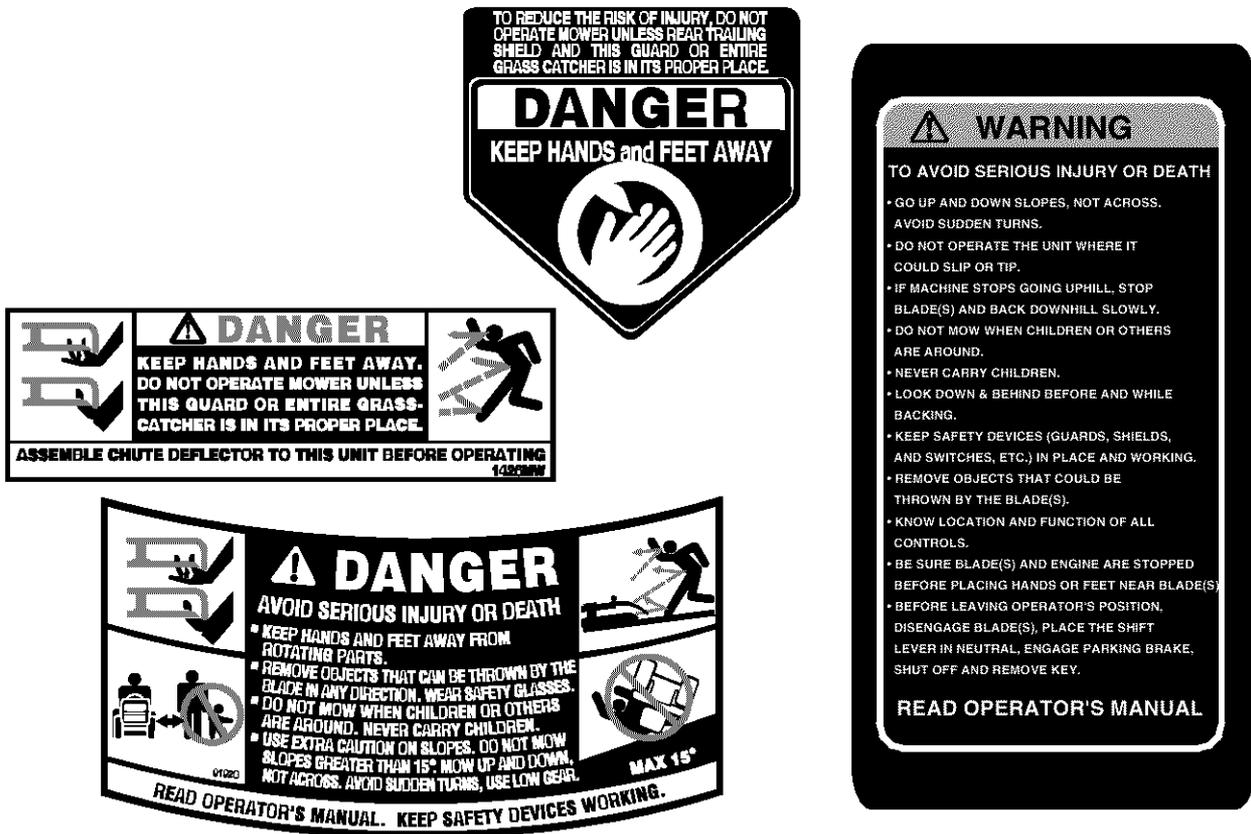 TO REDUCE THE RISK OF INJURY, DO NOT
OPERATE MOWER UNLESS REAR TRAILING
SHIELD AND THIS GUARD OR ENTIRE
GRASS CATCHER IS IN ITS PROPER PLACE.
DANGER
KEEP HANDS and FEET AWAY
DANGER
KEEP HANDS AND FEET AWAY.
DO NOT OPERATE MOWER UNLESS
THIS GUARD OR ENTIRE GRASS-
CATCHER IS IN ITS PROPER PLACE.
ASSEMBLE CHUTE DEFLECTOR TO THIS UNIT BEFORE OPERATING
DANGER
AVOID SERIOUS INJURY OR DEATH
▪ KEEP HANDS AND FEET AWAY FROM
ROTATING PARTS.
▪ REMOVE OBJECTS THAT CAN BE THROWN BY THE
BLADE IN ANY DIRECTION. WEAR SAFETY GLASSES.
▪ DO NOT MOW WHEN CHILDREN OR OTHERS
ARE AROUND. NEVER CARRY CHILDREN.
▪ USE EXTRA CAUTION ON SLOPES. DO NOT MOW
SLOPES GREATER THAN 15°. MOW UP AND DOWN,
NOT ACROSS. AVOID SUDDEN TURNS, USE LOW GEAR.
MAX 15°
READ OPERATOR'S MANUAL. KEEP SAFETY DEVICES WORKING.
WARNING
TO AVOID SERIOUS INJURY OR DEATH
• GO UP AND DOWN SLOPES, NOT ACROSS.
AVOID SUDDEN TURNS.
• DO NOT OPERATE THE UNIT WHERE IT
COULD SLIP OR TIP.
• IF MACHINE STOPS GOING UPHILL, STOP
BLADE(S) AND BACK DOWNHILL SLOWLY.
• DO NOT MOW WHEN CHILDREN OR OTHERS
ARE AROUND.
• NEVER CARRY CHILDREN.
• LOOK DOWN & BEHIND BEFORE AND WHILE
BACKING.
• KEEP SAFETY DEVICES (GUARDS, SHIELDS,
AND SWITCHES, ETC.) IN PLACE AND WORKING.
• REMOVE OBJECTS THAT COULD BE
THROWN BY THE BLADE(S).
• KNOW LOCATION AND FUNCTION OF ALL
CONTROLS.
• BE SURE BLADE(S) AND ENGINE ARE STOPPED
BEFORE PLACING HANDS OR FEET NEAR BLADE(S)
• BEFORE LEAVING OPERATOR'S POSITION,
DISENGAGE BLADE(S), PLACE THE SHIFT
LEVER IN NEUTRAL, ENGAGE PARKING BRAKE,
SHUT OFF AND REMOVE KEY.
READ OPERATOR'S MANUAL